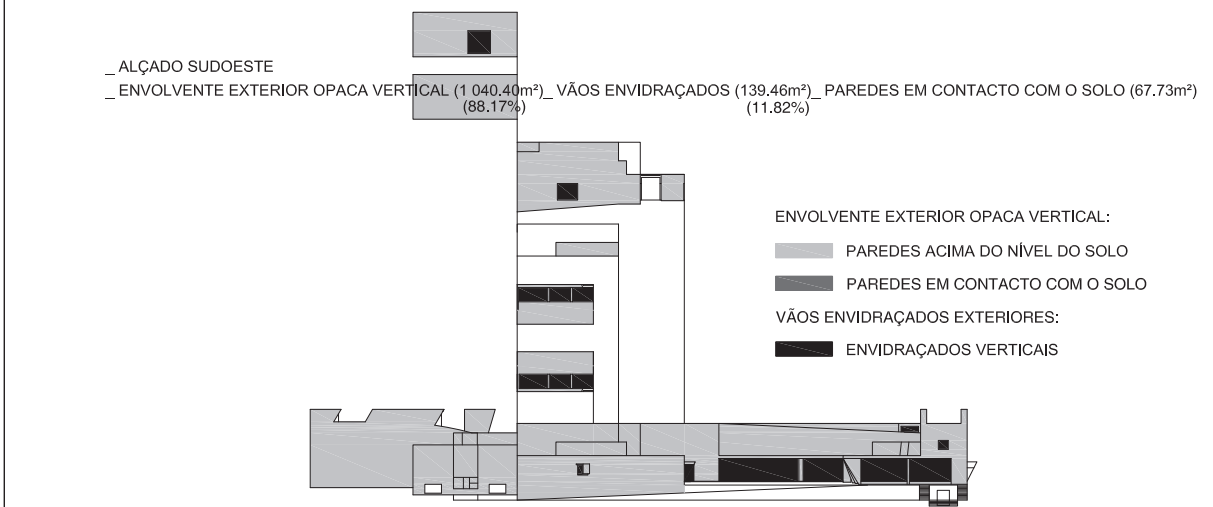 _ ALÇADO SUDOESTE
_ ENVOLVENTE EXTERIOR OPACA VERTICAL (1 040.40m²)_ VÃOS ENVIDRAÇADOS (139.46m²)_ PAREDES EM CONTACTO COM O SOLO (67.73m²)
(88.17%) (11.82%)
ENVOLVENTE EXTERIOR OPACA VERTICAL:
PAREDES ACIMA DO NÍVEL DO SOLO
PAREDES EM CONTACTO COM O SOLO
VÃOS ENVIDRAÇADOS EXTERIORES:
ENVIDRAÇADOS VERTICAIS